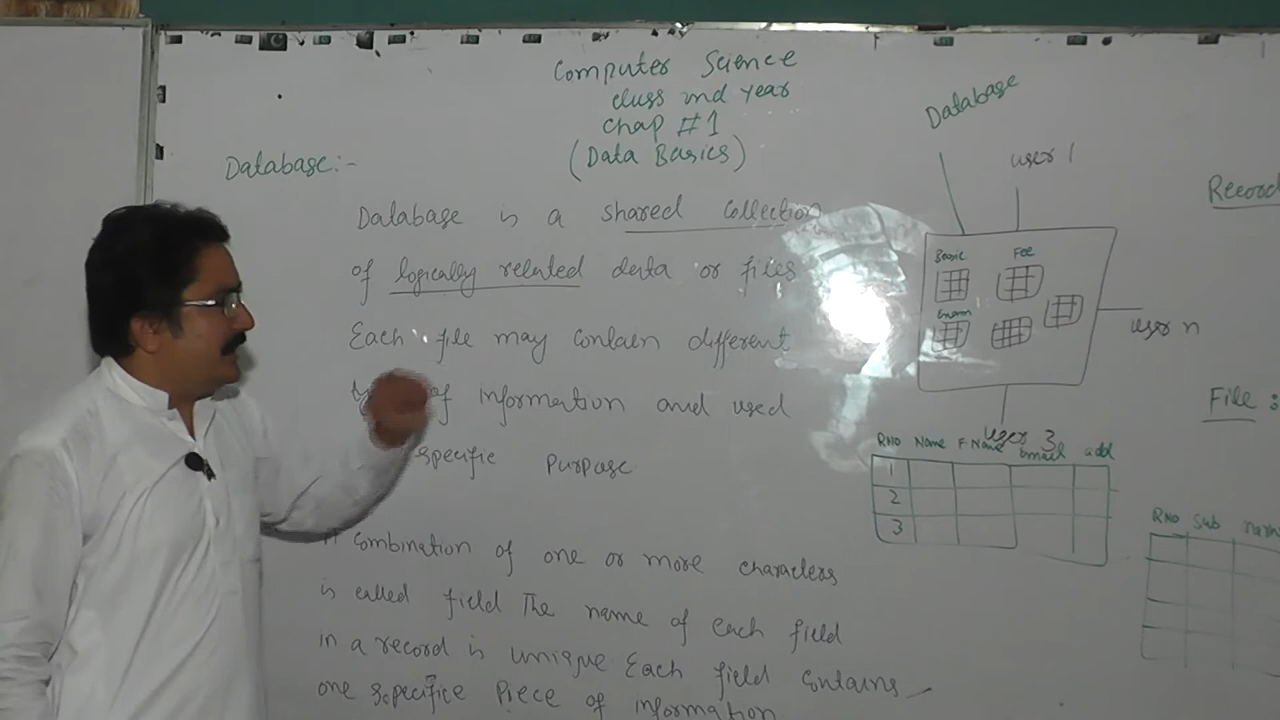 Computer Science
class 2nd year
Chap #1
(Data Basics)
Database:-
Database is a shared Collection
of logically related data or files
Each file may contain different
of information and used
specific Purpose
Combination of one or more characters
is called field The name of each field
in a record is unique Each field contains
one specific Piece of information
Database
user 1
Basic Fee
user n
user 3
RNO Name F Name Email add
1
2
3
Record
File :
RNO Sub name